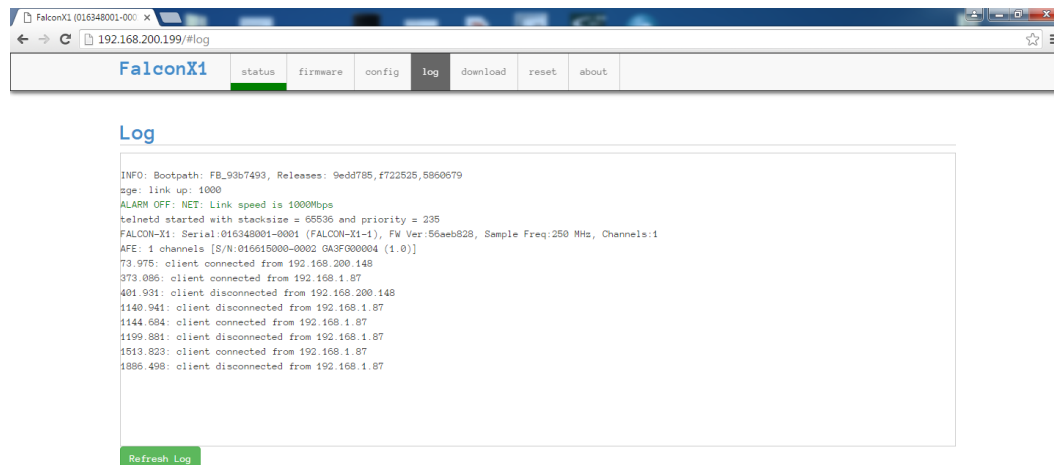 FalconX1 (016348001-000
192.168.200.199/#log
FalconX1 status firmware config log download reset about
Log
INFO: Bootpath: FB_93b7493, Releases: 9edd785,f722525,5860679
zge: link up: 1000
ALARM OFF: NET: Link speed is 1000Mbps
telnetd started with stacksize = 65536 and priority = 235
FALCON-X1: Serial:016348001-0001 (FALCON-X1-1), FW Ver:56aeb828, Sample Freq:250 MHz, Channels:1
AFE: 1 channels [S/N:016615000-0002 GA3FG00004 (1.0)]
73.975: client connected from 192.168.200.148
373.086: client connected from 192.168.1.87
401.931: client disconnected from 192.168.200.148
1140.941: client disconnected from 192.168.1.87
1144.684: client connected from 192.168.1.87
1199.881: client disconnected from 192.168.1.87
1513.823: client connected from 192.168.1.87
1886.498: client disconnected from 192.168.1.87
Refresh Log